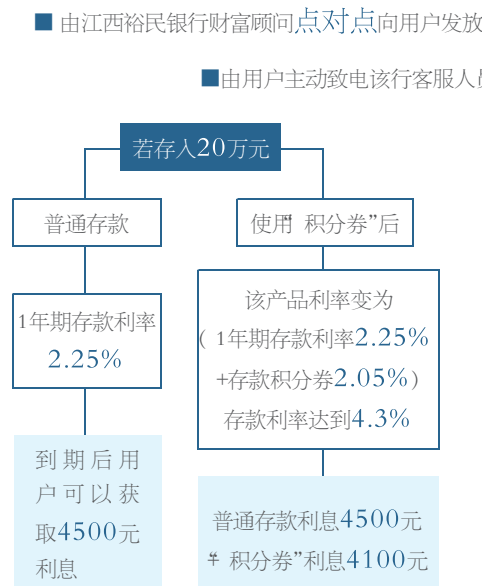 ■ 由江西裕民银行财富顾问点对点向用户发放
■由用户主动致电该行客服人员
若存入20万元
普通存款
使用“积分券”后
1年期存款利率
2.25%
该产品利率变为
(1年期存款利率2.25%
+存款积分券2.05%)
存款利率达到4.3%
到期后用
户可以获
取4500元
利息
普通存款利息4500元
+“积分券”利息4100元